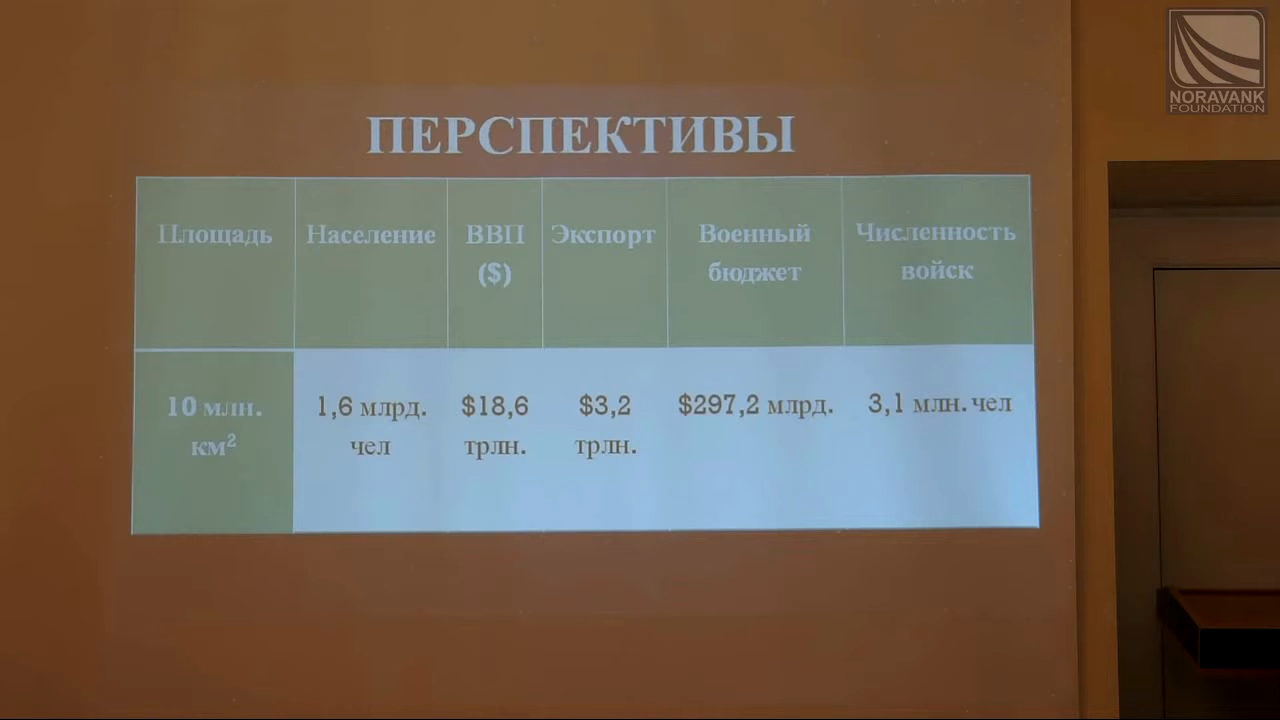 NORAVANK
FOUNDATION
ПЕРСПЕКТИВЫ
Площадь
Население
ВВП
($)
Экспорт
Военный
бюджет
Численность
войск
10 млн.
км²
1,6 млрд.
чел
$18,6
трлн.
$3,2
трлн.
$297,2 млрд.
3,1 млн. чел